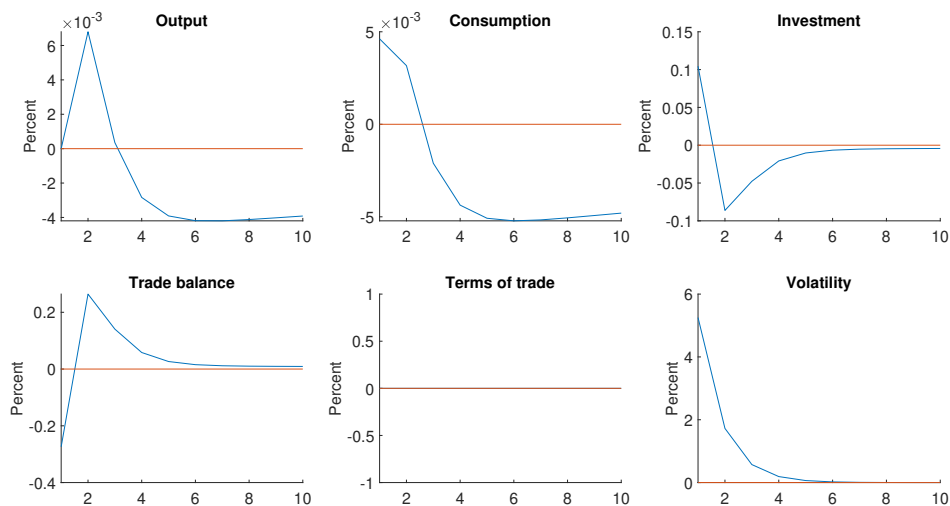 ×10⁻³ Output
Percent
6
4
2
0
-2
-4
2 4 6 8 10
×10⁻³ Consumption
Percent
5
0
-5
2 4 6 8 10
Investment
Percent
0.15
0.1
0.05
0
-0.05
-0.1
2 4 6 8 10
Trade balance
Percent
0.2
0
-0.2
-0.4
2 4 6 8 10
Terms of trade
Percent
1
0.5
0
-0.5
-1
2 4 6 8 10
Volatility
Percent
6
4
2
0
2 4 6 8 10